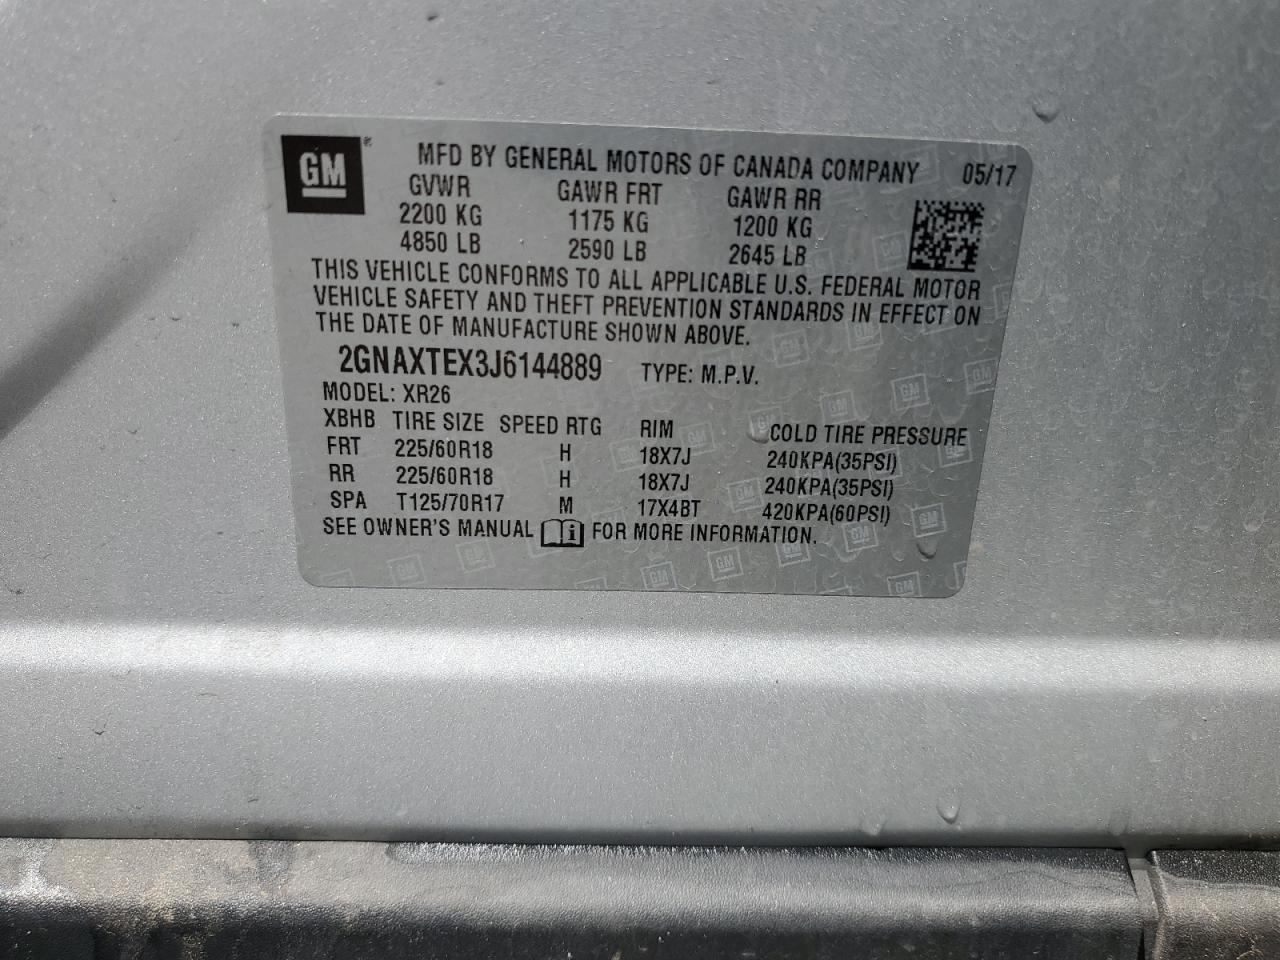 GM ® MFD BY GENERAL MOTORS OF CANADA COMPANY 05/17
GVWR GAWR FRT GAWR RR
2200 KG 1175 KG 1200 KG
4850 LB 2590 LB 2645 LB
THIS VEHICLE CONFORMS TO ALL APPLICABLE U.S. FEDERAL MOTOR
VEHICLE SAFETY AND THEFT PREVENTION STANDARDS IN EFFECT ON
THE DATE OF MANUFACTURE SHOWN ABOVE.
2GNAXTEX3J6144889 TYPE: M.P.V.
MODEL: XR26
XBHB TIRE SIZE SPEED RTG RIM COLD TIRE PRESSURE
FRT 225/60R18 H 18X7J 240KPA(35PSI)
RR 225/60R18 H 18X7J 240KPA(35PSI)
SPA T125/70R17 M 17X4BT 420KPA(60PSI)
SEE OWNER'S MANUAL FOR MORE INFORMATION.